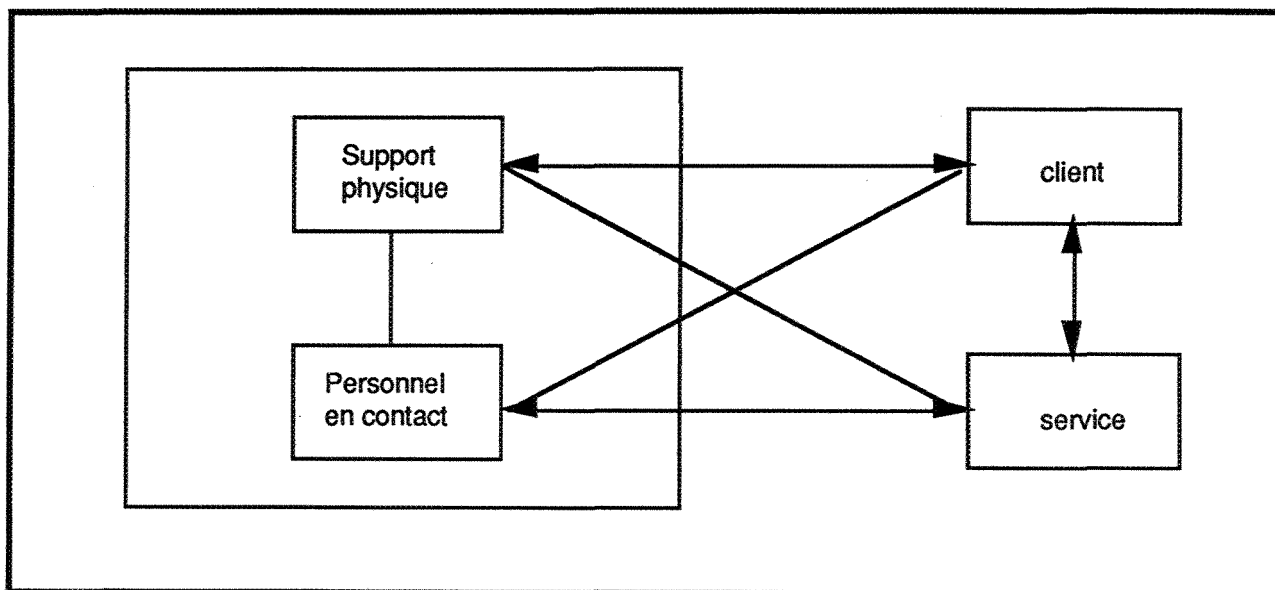 Support
physique
client
Personnel
en contact
service